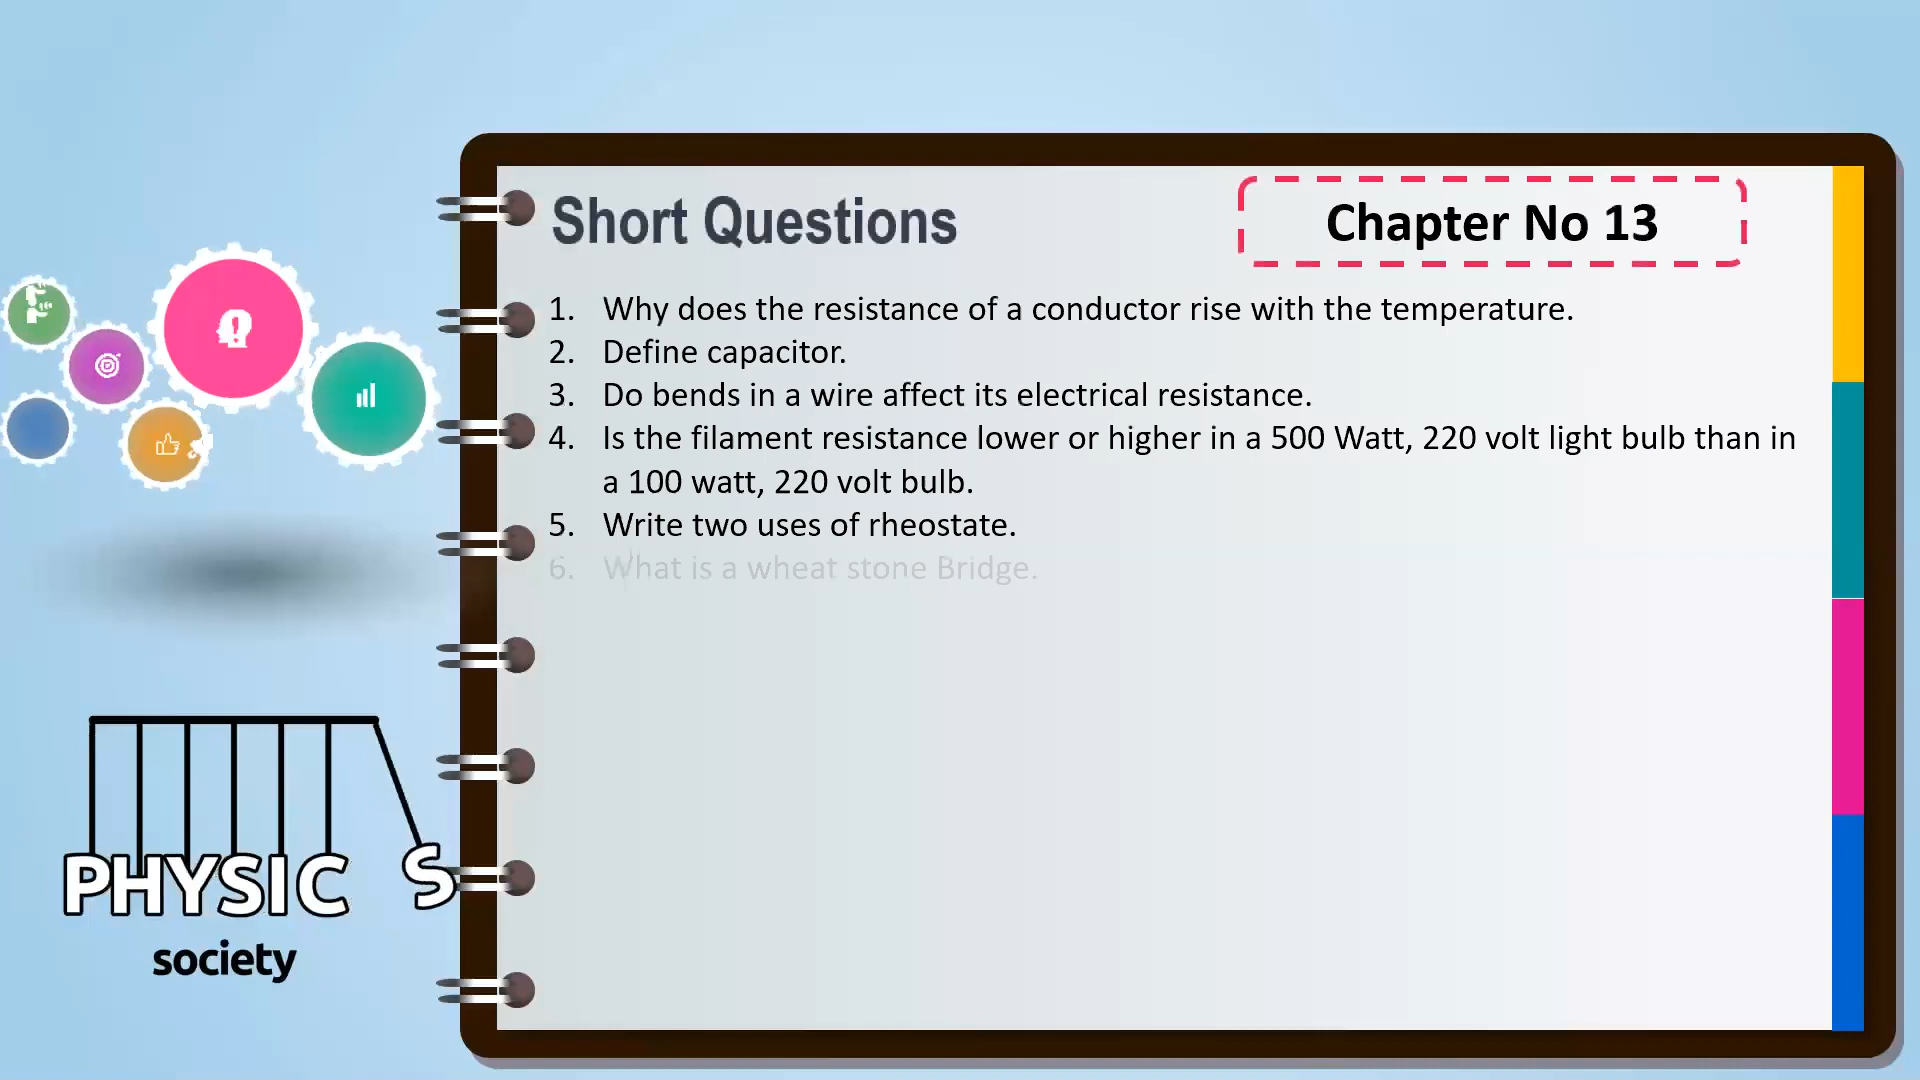 Short Questions
Chapter No 13
1. Why does the resistance of a conductor rise with the temperature.
2. Define capacitor.
3. Do bends in a wire affect its electrical resistance.
4. Is the filament resistance lower or higher in a 500 Watt, 220 volt light bulb than in
a 100 watt, 220 volt bulb.
5. Write two uses of rheostate.
6. What is a wheat stone Bridge.
PHYSICS
society